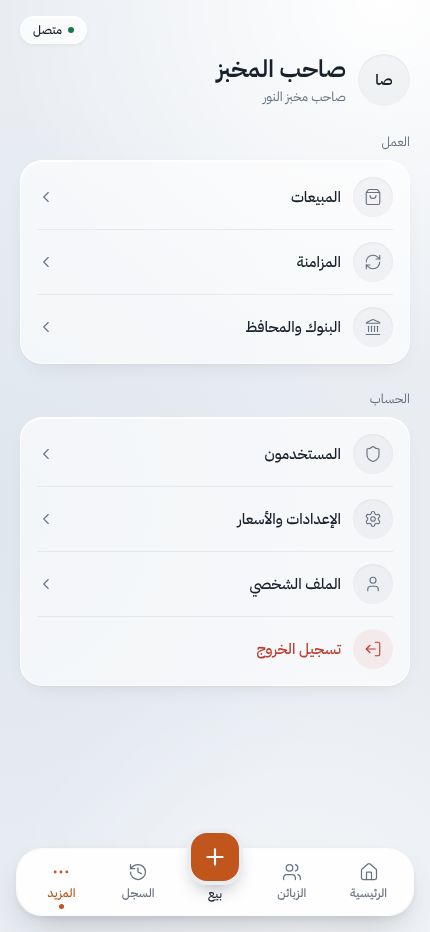 متصل
صا
صاحب المخبز
صاحب مخبز النور
العمل
المبيعات
المزامنة
البنوك والمحافظ
الحساب
المستخدمون
الإعدادات والأسعار
الملف الشخصي
تسجيل الخروج
الرئيسية
الزبائن
بيع
السجل
المزيد